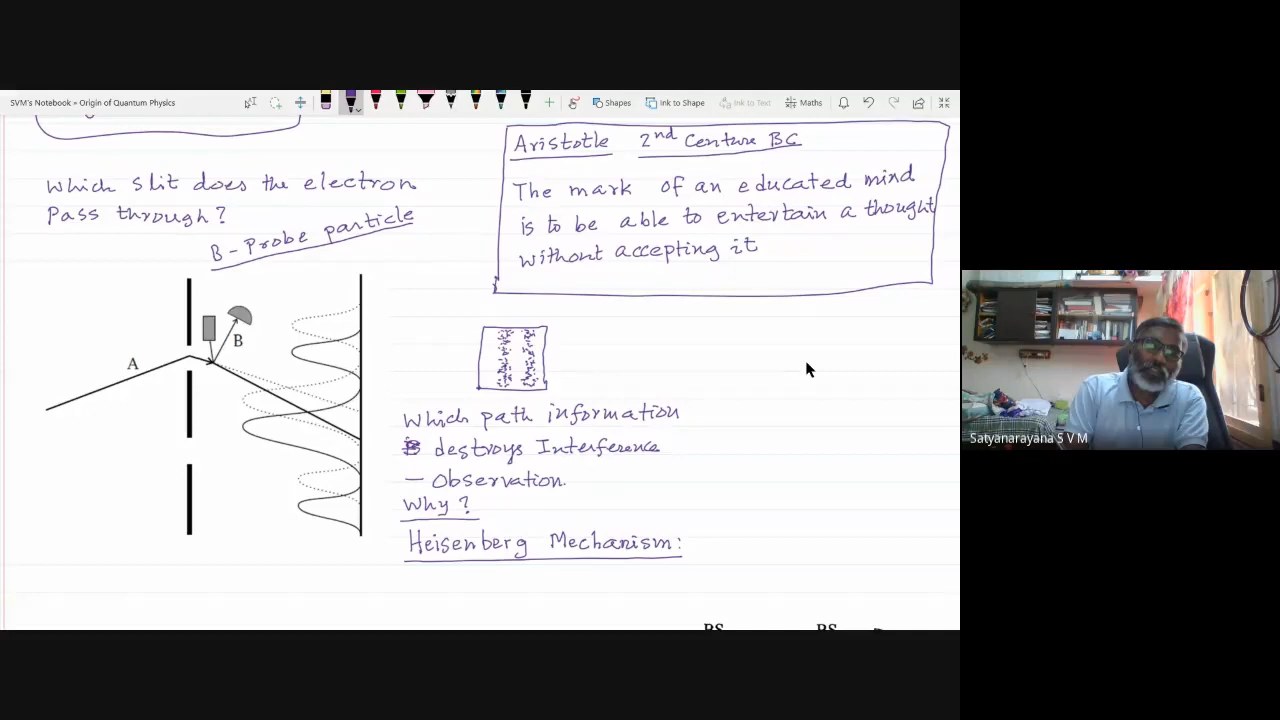 SVM's Notebook » Origin of Quantum Physics
Shapes
Ink to Shape
Ink to Text
Maths
Which Slit does the electron
Pass through?
B - Probe particle
Aristotle 2nd Centure BC
The mark of an educated mind
is to be able to entertain a thought
without accepting it
A
B
Which path information
destroys Interference
— Observation.
Why?
Heisenberg Mechanism:
BS
BS
Satyanarayana S V M